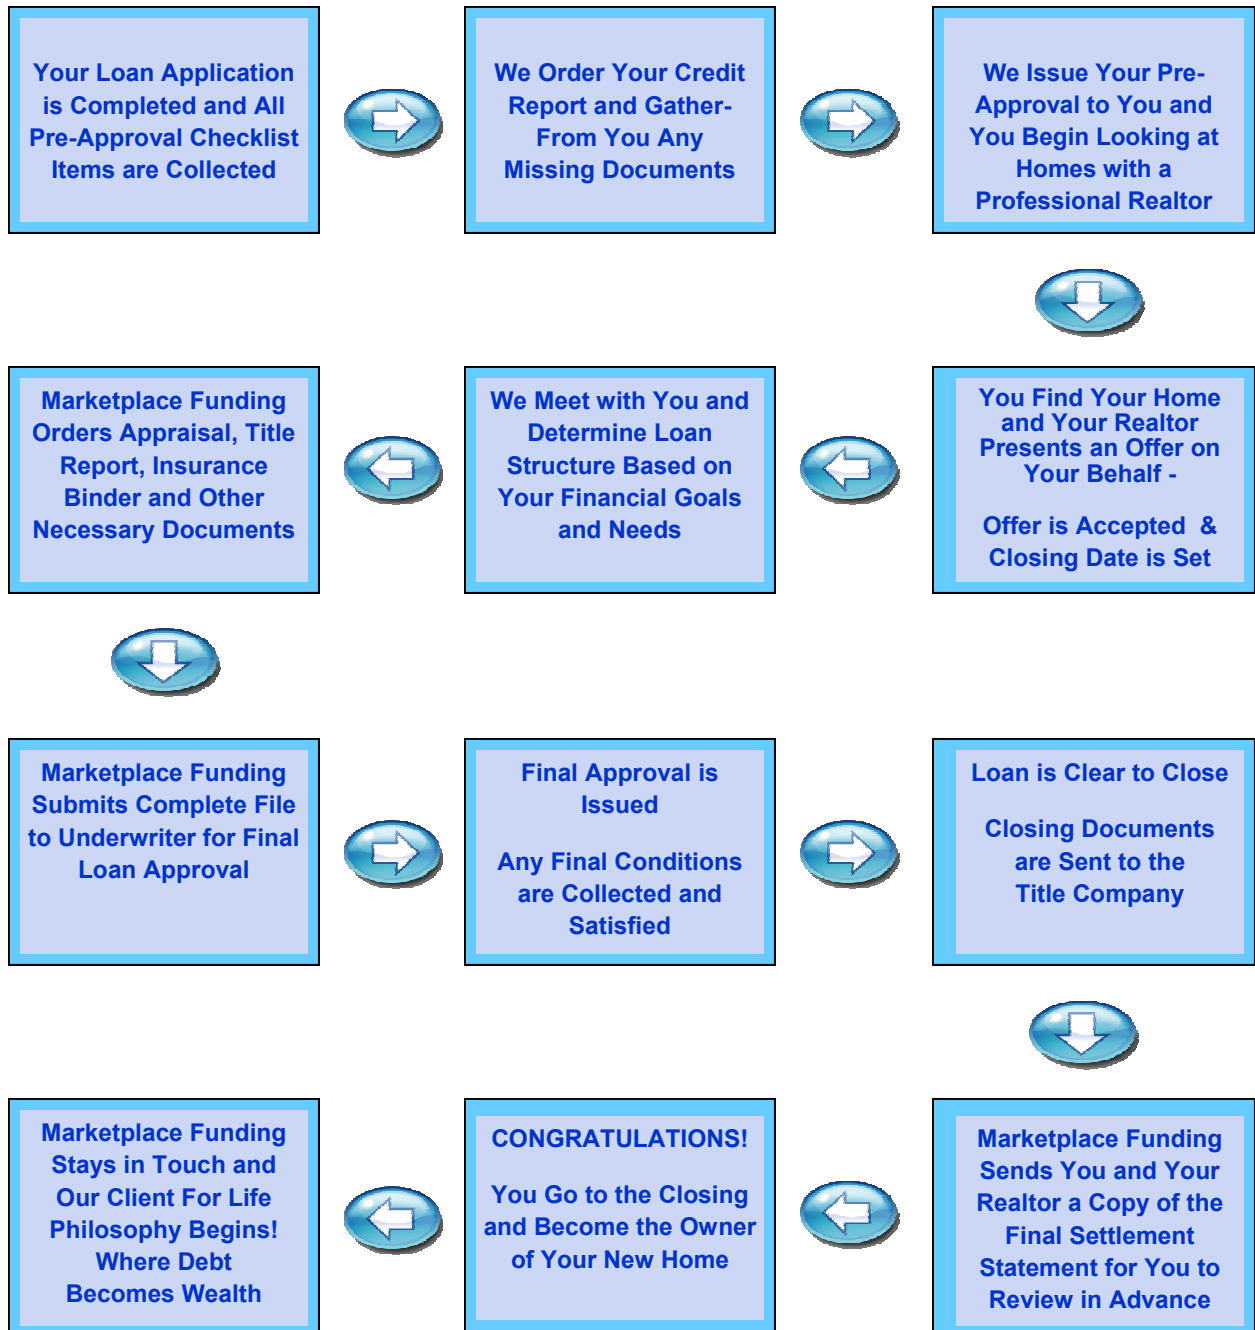 Your Loan Application
is Completed and All
Pre-Approval Checklist
Items are Collected
We Order Your Credit
Report and Gather-
From You Any
Missing Documents
We Issue Your Pre-
Approval to You and
You Begin Looking at
Homes with a
Professional Realtor
You Find Your Home
and Your Realtor
Presents an Offer on
Your Behalf -
Offer is Accepted &
Closing Date is Set
We Meet with You and
Determine Loan
Structure Based on
Your Financial Goals
and Needs
Marketplace Funding
Orders Appraisal, Title
Report, Insurance
Binder and Other
Necessary Documents
Marketplace Funding
Submits Complete File
to Underwriter for Final
Loan Approval
Final Approval is
Issued
Any Final Conditions
are Collected and
Satisfied
Loan is Clear to Close
Closing Documents
are Sent to the
Title Company
Marketplace Funding
Sends You and Your
Realtor a Copy of the
Final Settlement
Statement for You to
Review in Advance
CONGRATULATIONS!
You Go to the Closing
and Become the Owner
of Your New Home
Marketplace Funding
Stays in Touch and
Our Client For Life
Philosophy Begins!
Where Debt
Becomes Wealth